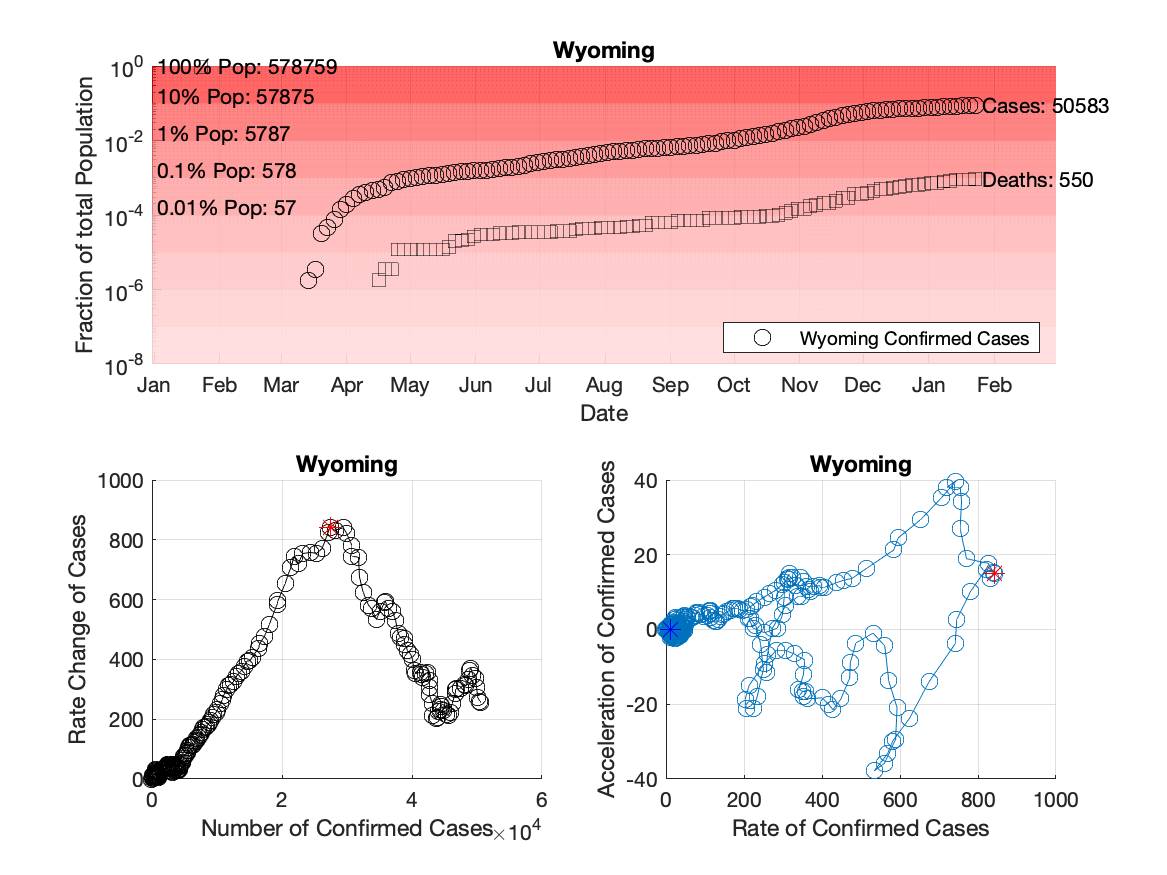 Wyoming
Fraction of total Population
10^0
10^-2
10^-4
10^-6
10^-8
100% Pop: 578759
10% Pop: 57875
1% Pop: 5787
0.1% Pop: 578
0.01% Pop: 57
Cases: 50583
Deaths: 550
Wyoming Confirmed Cases
Jan Feb Mar Apr May Jun Jul Aug Sep Oct Nov Dec Jan Feb
Date
Wyoming
Rate Change of Cases
1000
800
600
400
200
0
0 2 4 6
Number of Confirmed Cases ×10^4
Wyoming
Acceleration of Confirmed Cases
40
20
0
-20
-40
0 200 400 600 800 1000
Rate of Confirmed Cases